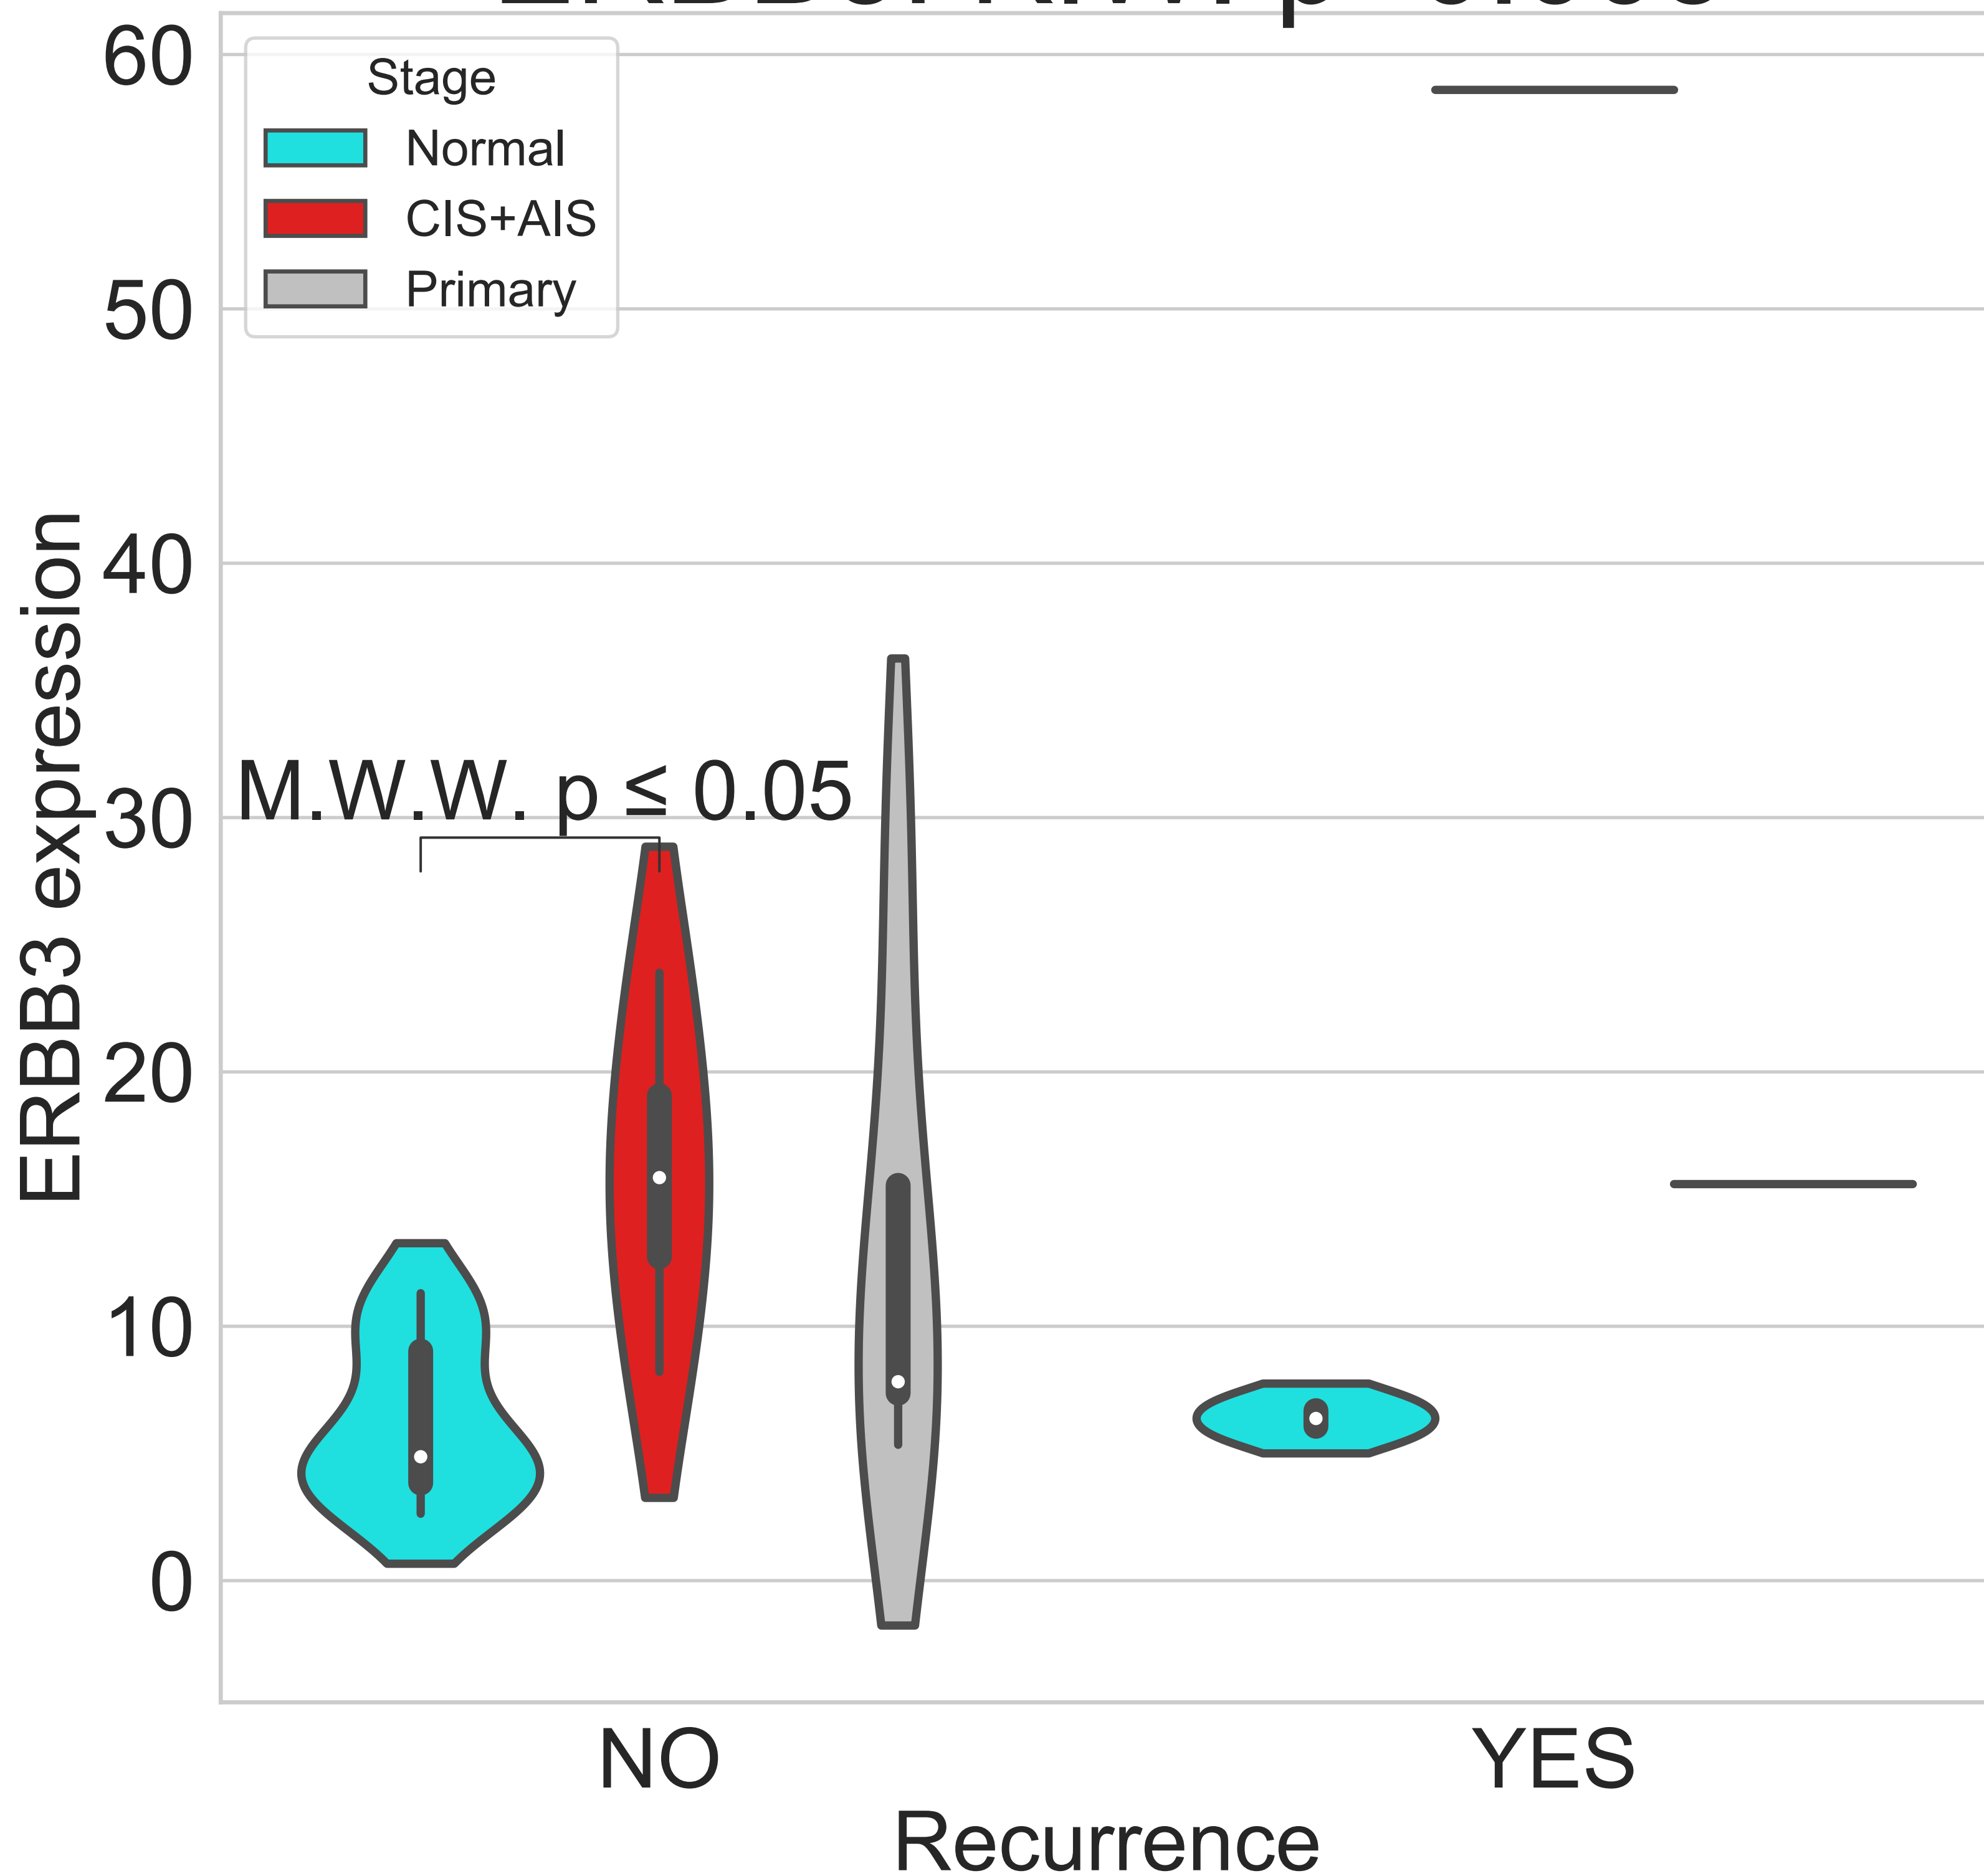 60
Stage
Normal
CIS+AIS
Primary
50
40
M.W.W. p ≤ 0.05
30
20
10
0
ERBB3 expression
NO
YES
Recurrence